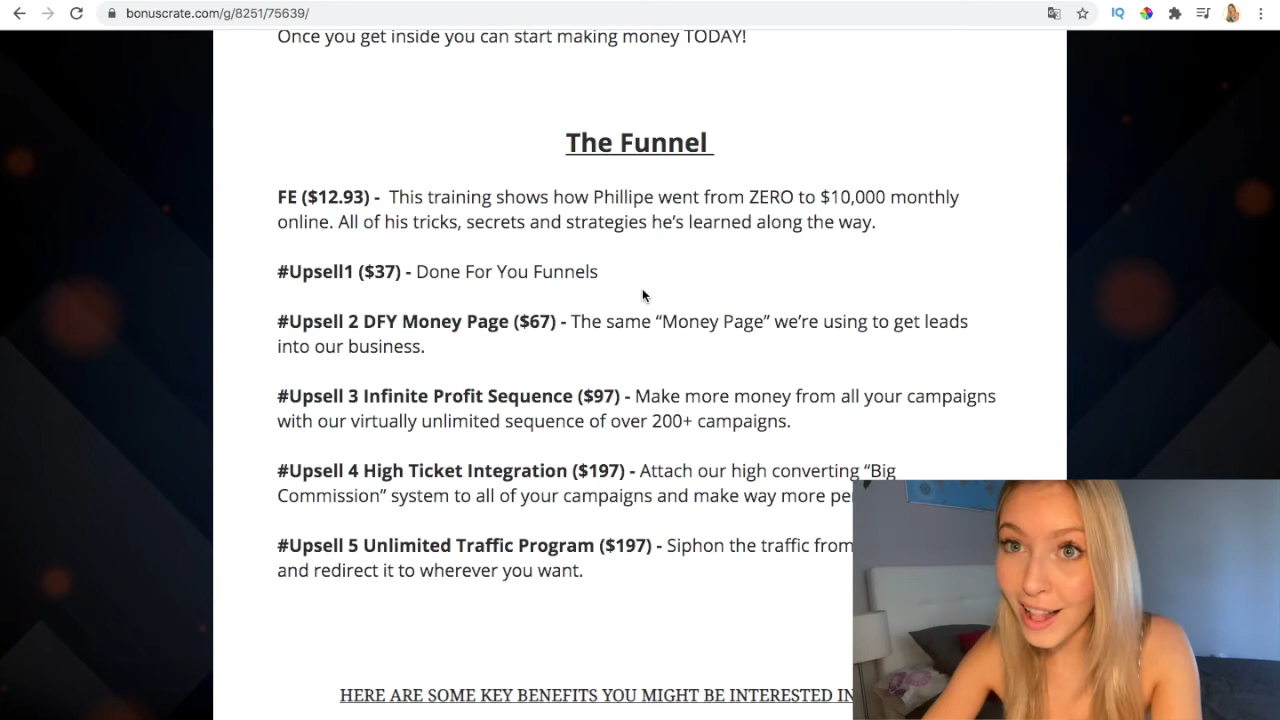 bonuscrate.com/g/8251/75639/
Once you get inside you can start making money TODAY!
The Funnel
FE ($12.93) - This training shows how Phillipe went from ZERO to $10,000 monthly
online. All of his tricks, secrets and strategies he's learned along the way.
#Upsell1 ($37) - Done For You Funnels
#Upsell 2 DFY Money Page ($67) - The same “Money Page” we're using to get leads
into our business.
#Upsell 3 Infinite Profit Sequence ($97) - Make more money from all your campaigns
with our virtually unlimited sequence of over 200+ campaigns.
#Upsell 4 High Ticket Integration ($197) - Attach our high converting “Big
Commission” system to all of your campaigns and make way more
#Upsell 5 Unlimited Traffic Program ($197) - Siphon the traffic from
and redirect it to wherever you want.
HERE ARE SOME KEY BENEFITS YOU MIGHT BE INTERESTED IN